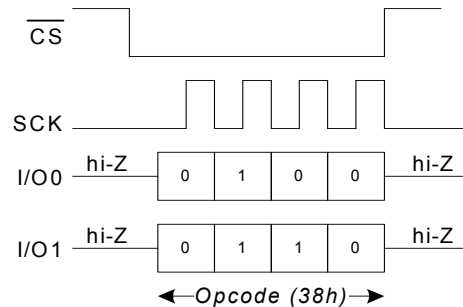 CS
SCK
I/O0 hi-Z 0 1 0 0 hi-Z
I/O1 hi-Z 0 1 1 0 hi-Z
Opcode (38h)